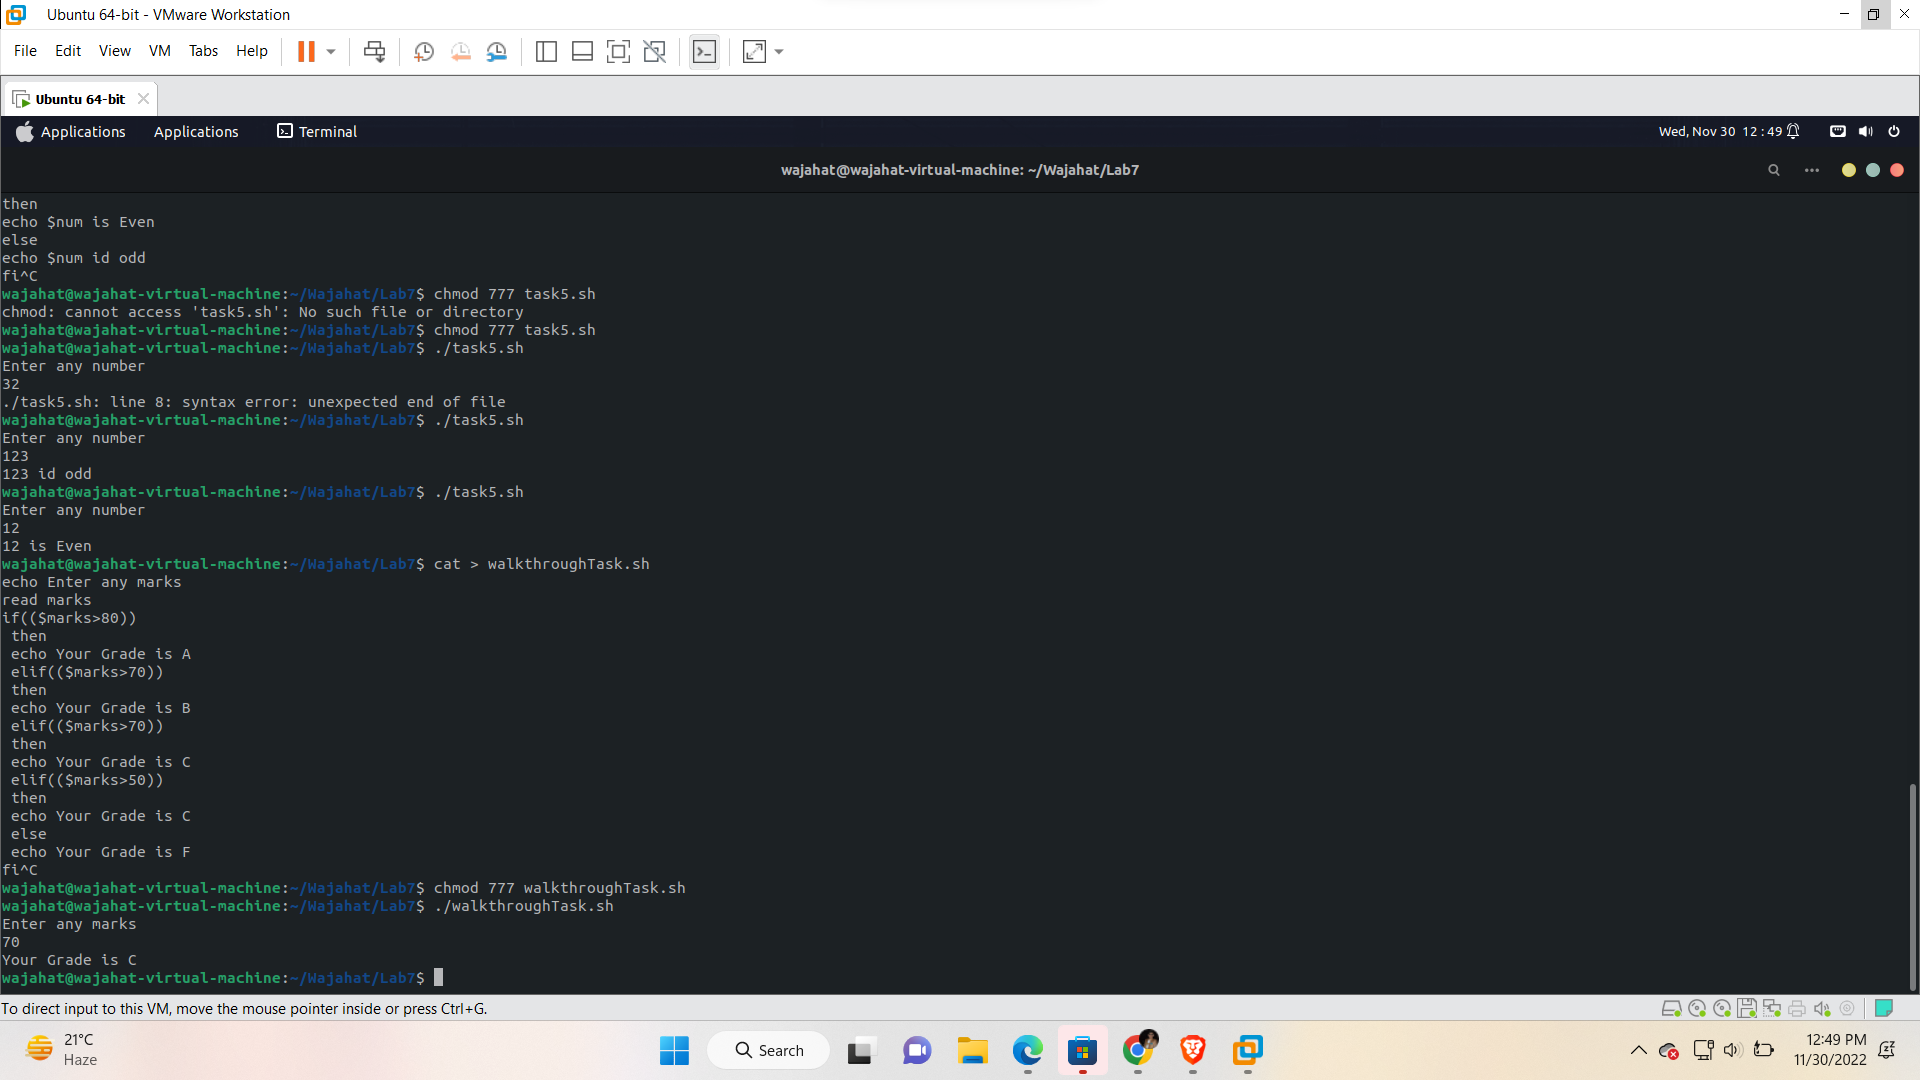 Ubuntu 64-bit - VMware Workstation
File Edit View VM Tabs Help
Ubuntu 64-bit
Applications Applications Terminal Wed, Nov 30 12:49
wajahat@wajahat-virtual-machine: ~/Wajahat/Lab7
then
echo $num is Even
else
echo $num id odd
fi^C
wajahat@wajahat-virtual-machine:~/Wajahat/Lab7$ chmod 777 task5.sh
chmod: cannot access 'task5.sh': No such file or directory
wajahat@wajahat-virtual-machine:~/Wajahat/Lab7$ chmod 777 task5.sh
wajahat@wajahat-virtual-machine:~/Wajahat/Lab7$ ./task5.sh
Enter any number
32
./task5.sh: line 8: syntax error: unexpected end of file
wajahat@wajahat-virtual-machine:~/Wajahat/Lab7$ ./task5.sh
Enter any number
123
123 id odd
wajahat@wajahat-virtual-machine:~/Wajahat/Lab7$ ./task5.sh
Enter any number
12
12 is Even
wajahat@wajahat-virtual-machine:~/Wajahat/Lab7$ cat > walkthroughTask.sh
echo Enter any marks
read marks
if(($marks>80))
 then
 echo Your Grade is A
 elif(($marks>70))
 then
 echo Your Grade is B
 elif(($marks>70))
 then
 echo Your Grade is C
 elif(($marks>50))
 then
 echo Your Grade is C
 else
 echo Your Grade is F
fi^C
wajahat@wajahat-virtual-machine:~/Wajahat/Lab7$ chmod 777 walkthroughTask.sh
wajahat@wajahat-virtual-machine:~/Wajahat/Lab7$ ./walkthroughTask.sh
Enter any marks
70
Your Grade is C
wajahat@wajahat-virtual-machine:~/Wajahat/Lab7$
To direct input to this VM, move the mouse pointer inside or press Ctrl+G.
21°C
Haze
Search
12:49 PM
11/30/2022